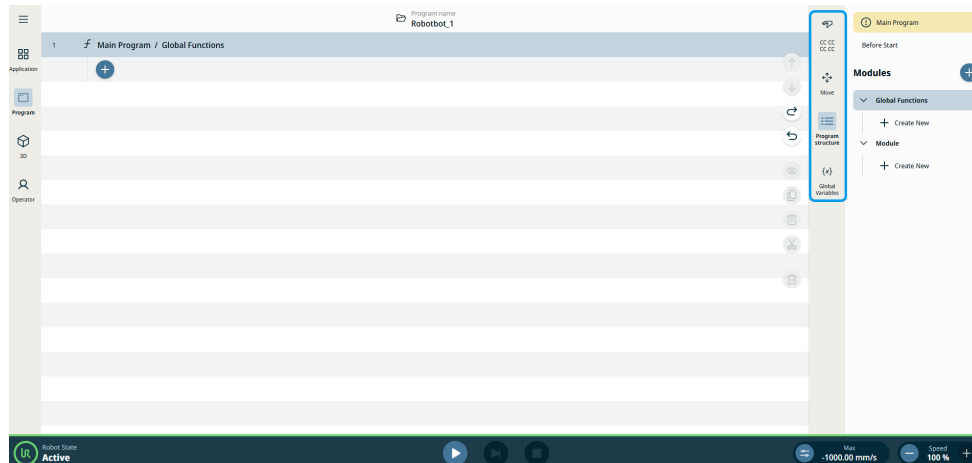 Program name
Robotbot_1
Application
Program
3D
Operator
1
f Main Program / Global Functions
CC CC
CC CC
Move
Program
structure
{x}
Global
Variables
Main Program
Before Start
Modules
Global Functions
Create New
Module
Create New
UR
Robot State
Active
Max
-1000.00 mm/s
Speed
100 %